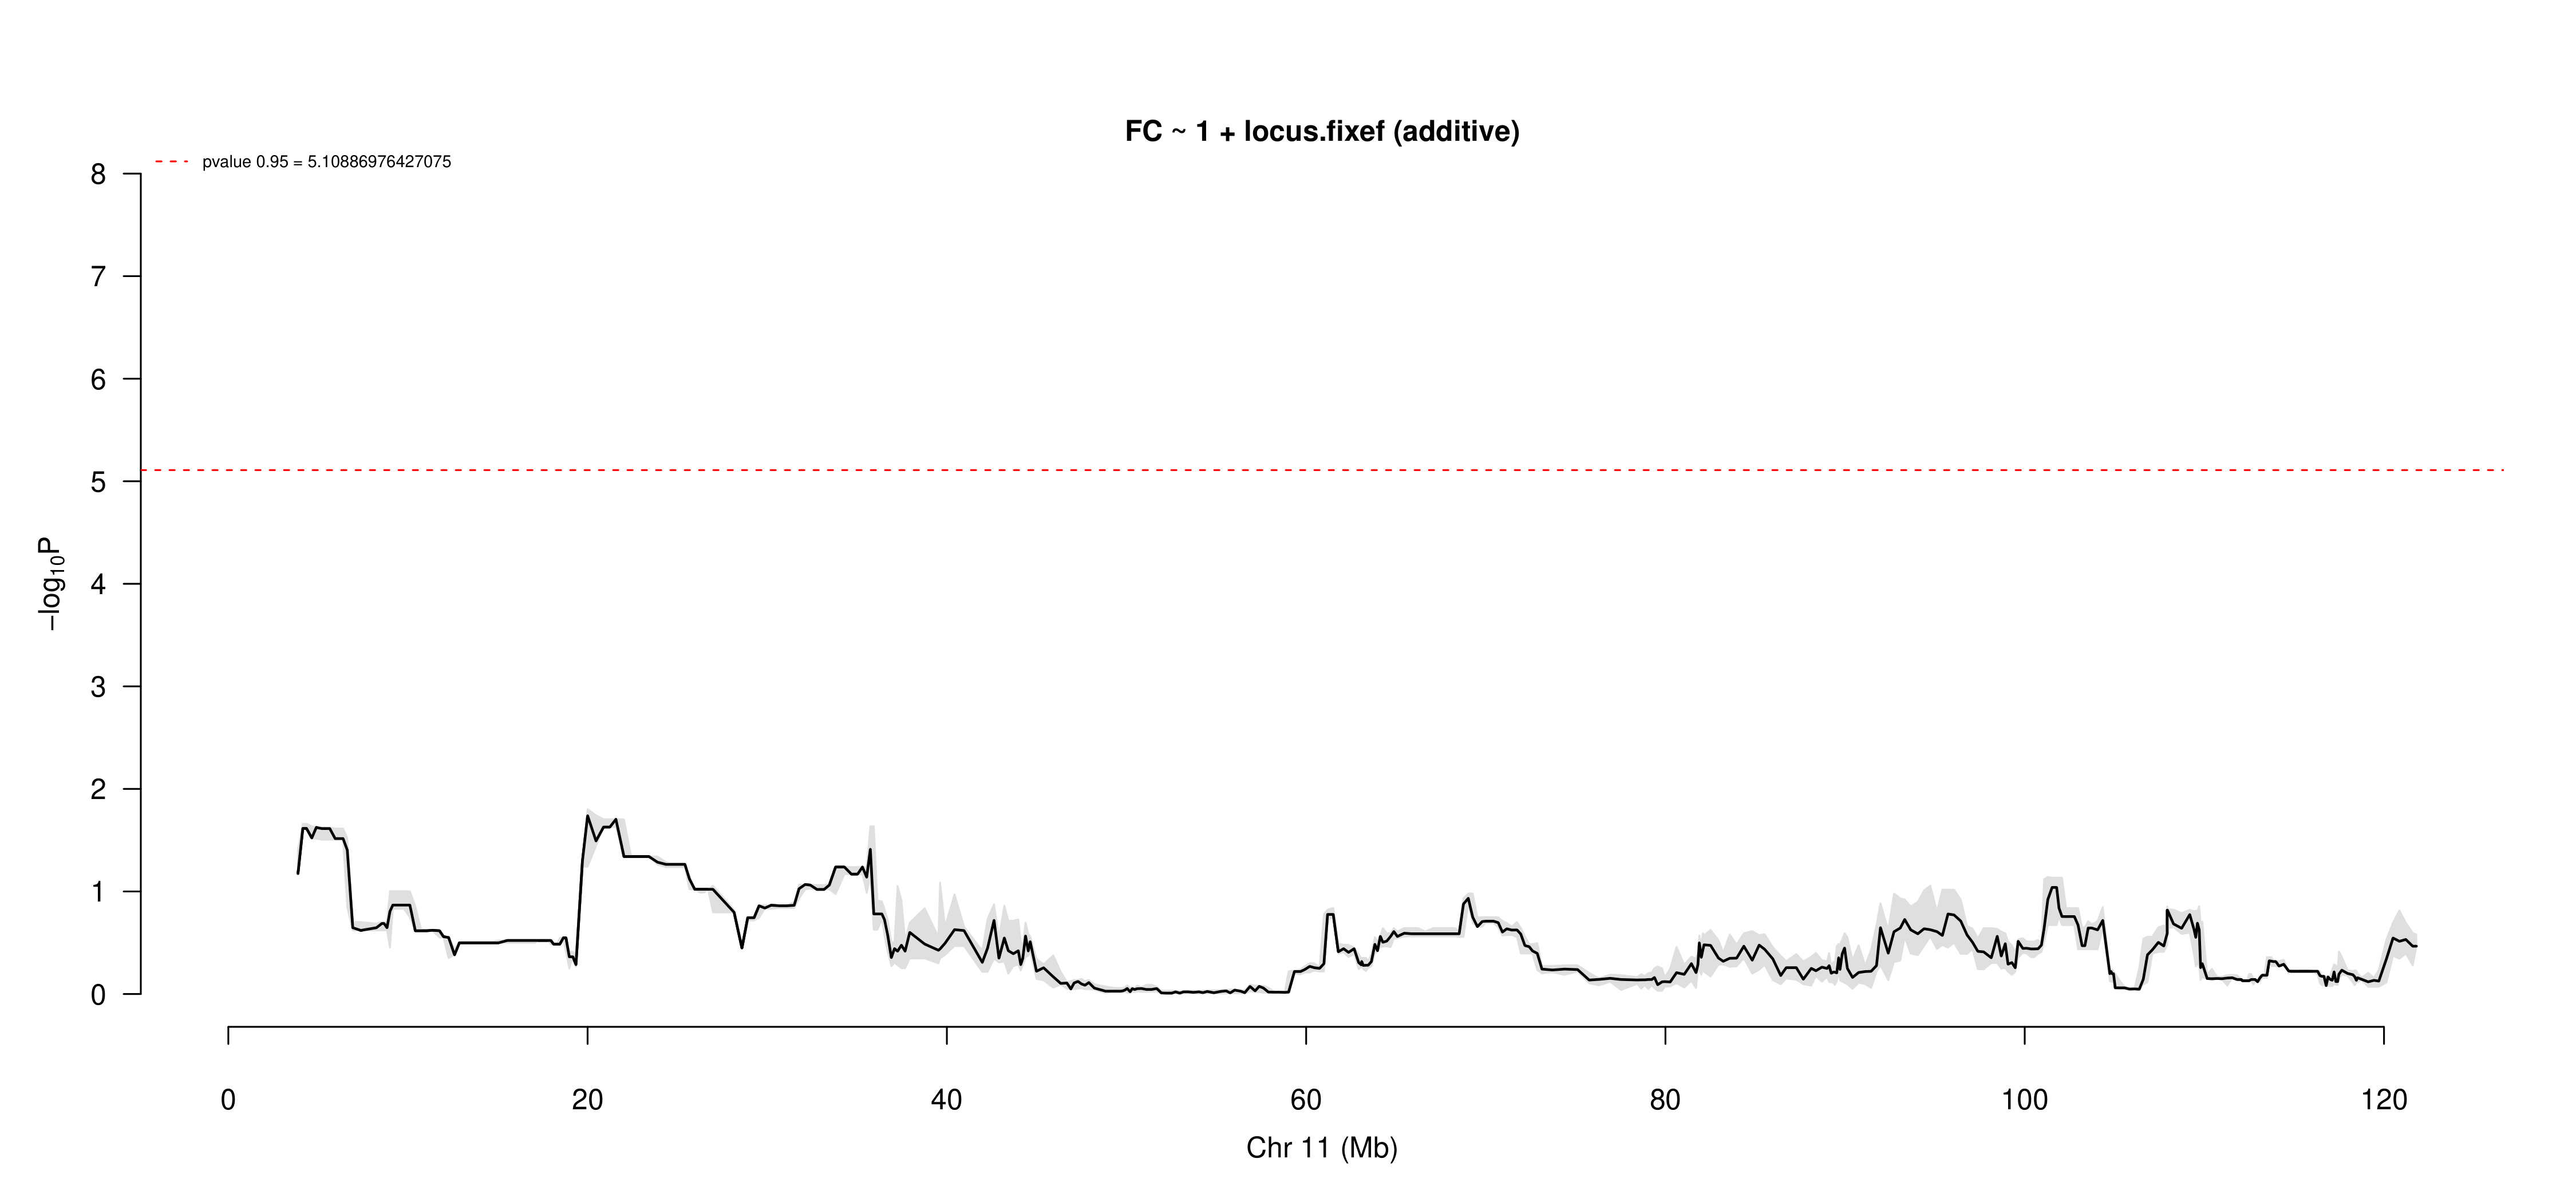 FC ~ 1 + locus.fixef (additive)
pvalue 0.95 = 5.10886976427075
8
7
6
5
4
3
2
1
0
−log10P
0 20 40 60 80 100 120
Chr 11 (Mb)